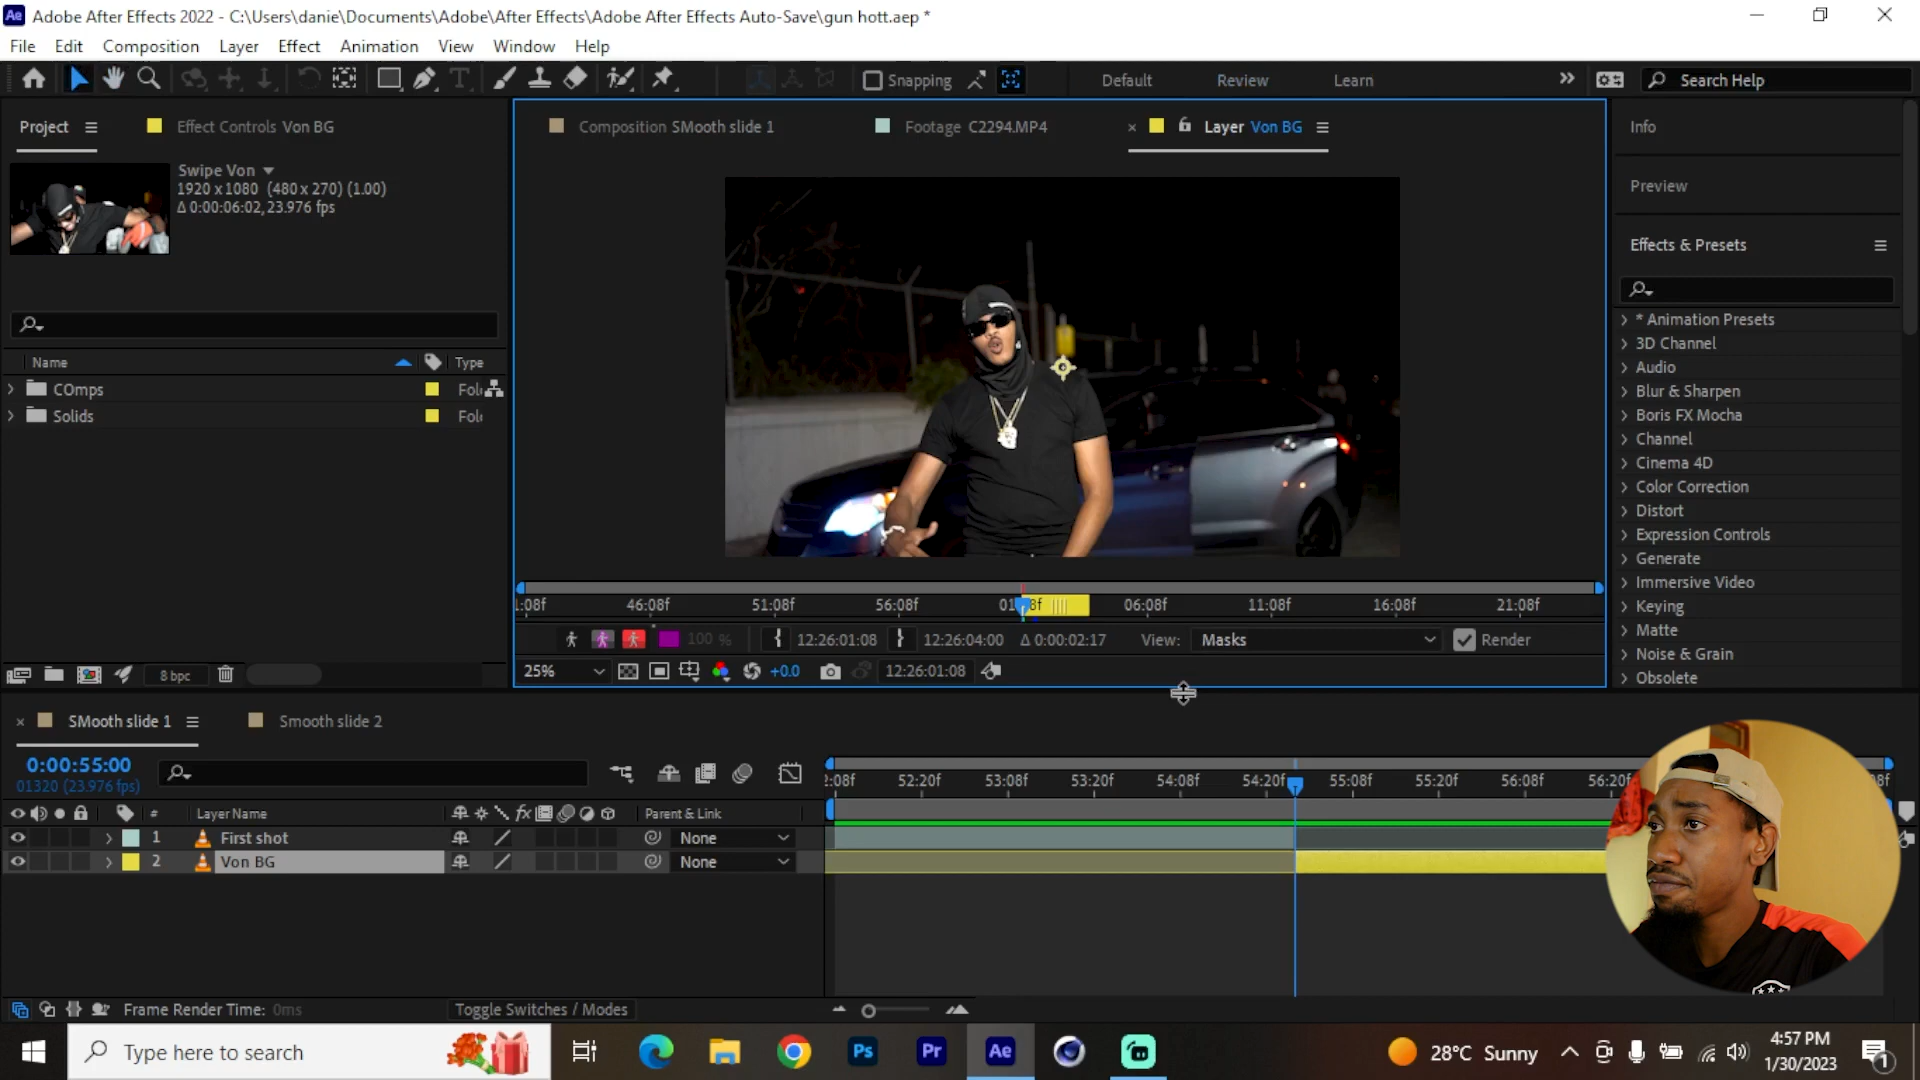 Ae Adobe After Effects 2022 - C:\Users\danie\Documents\Adobe\After Effects\Adobe After Effects Auto-Save\gun hott.aep *
File Edit Composition Layer Effect Animation View Window Help
Snapping Default Review Learn Search Help
Project Effect Controls Von BG
Composition SMooth slide 1 Footage C2294.MP4 × Layer Von BG
Swipe Von
1920 x 1080 (480 x 270) (1.00)
Δ 0:00:06:02, 23.976 fps
Name Type
COmps Fol
Solids Fol
8 bpc
:08f 46:08f 51:08f 56:08f 06:08f 11:08f 16:08f 21:08f
100 % 12:26:01:08 12:26:04:00 Δ 0:00:02:17 View: Masks Render
25% +0.0 12:26:01:08
Info
Preview
Effects & Presets
* Animation Presets
3D Channel
Audio
Blur & Sharpen
Boris FX Mocha
Channel
Cinema 4D
Color Correction
Distort
Expression Controls
Generate
Immersive Video
Keying
Matte
Noise & Grain
Obsolete
× SMooth slide 1 Smooth slide 2
0:00:55:00
01320 (23.976 fps)
2:08f 52:20f 53:08f 53:20f 54:08f 54:20f 55:08f 55:20f 56:08f 56:20f 8f
# Layer Name fx Parent & Link
1 First shot None
2 Von BG None
Frame Render Time: 0ms Toggle Switches / Modes
Type here to search Ps Pr Ae 28°C Sunny
4:57 PM
1/30/2023
1